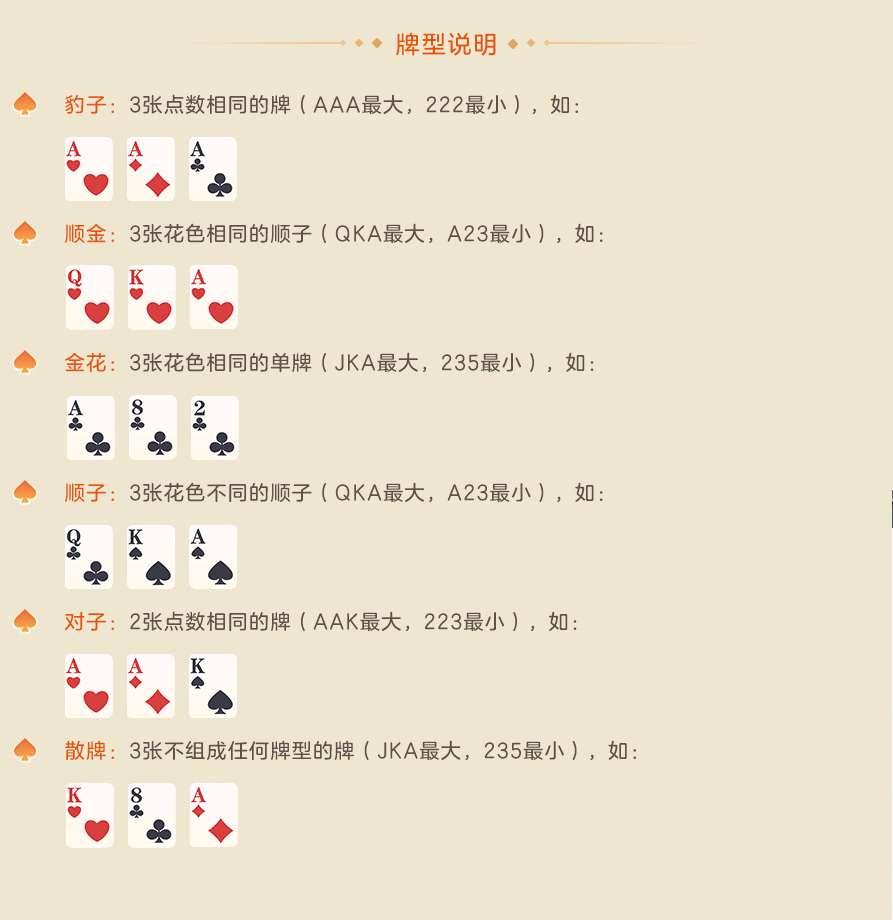 牌型说明
豹子：3张点数相同的牌（AAA最大，222最小），如：
A A A
顺金：3张花色相同的顺子（QKA最大，A23最小），如：
Q K A
金花：3张花色相同的单牌（JKA最大，235最小），如：
A 8 2
顺子：3张花色不同的顺子（QKA最大，A23最小），如：
Q K A
对子：2张点数相同的牌（AAK最大，223最小），如：
A A K
散牌：3张不组成任何牌型的牌（JKA最大，235最小），如：
K 8 A